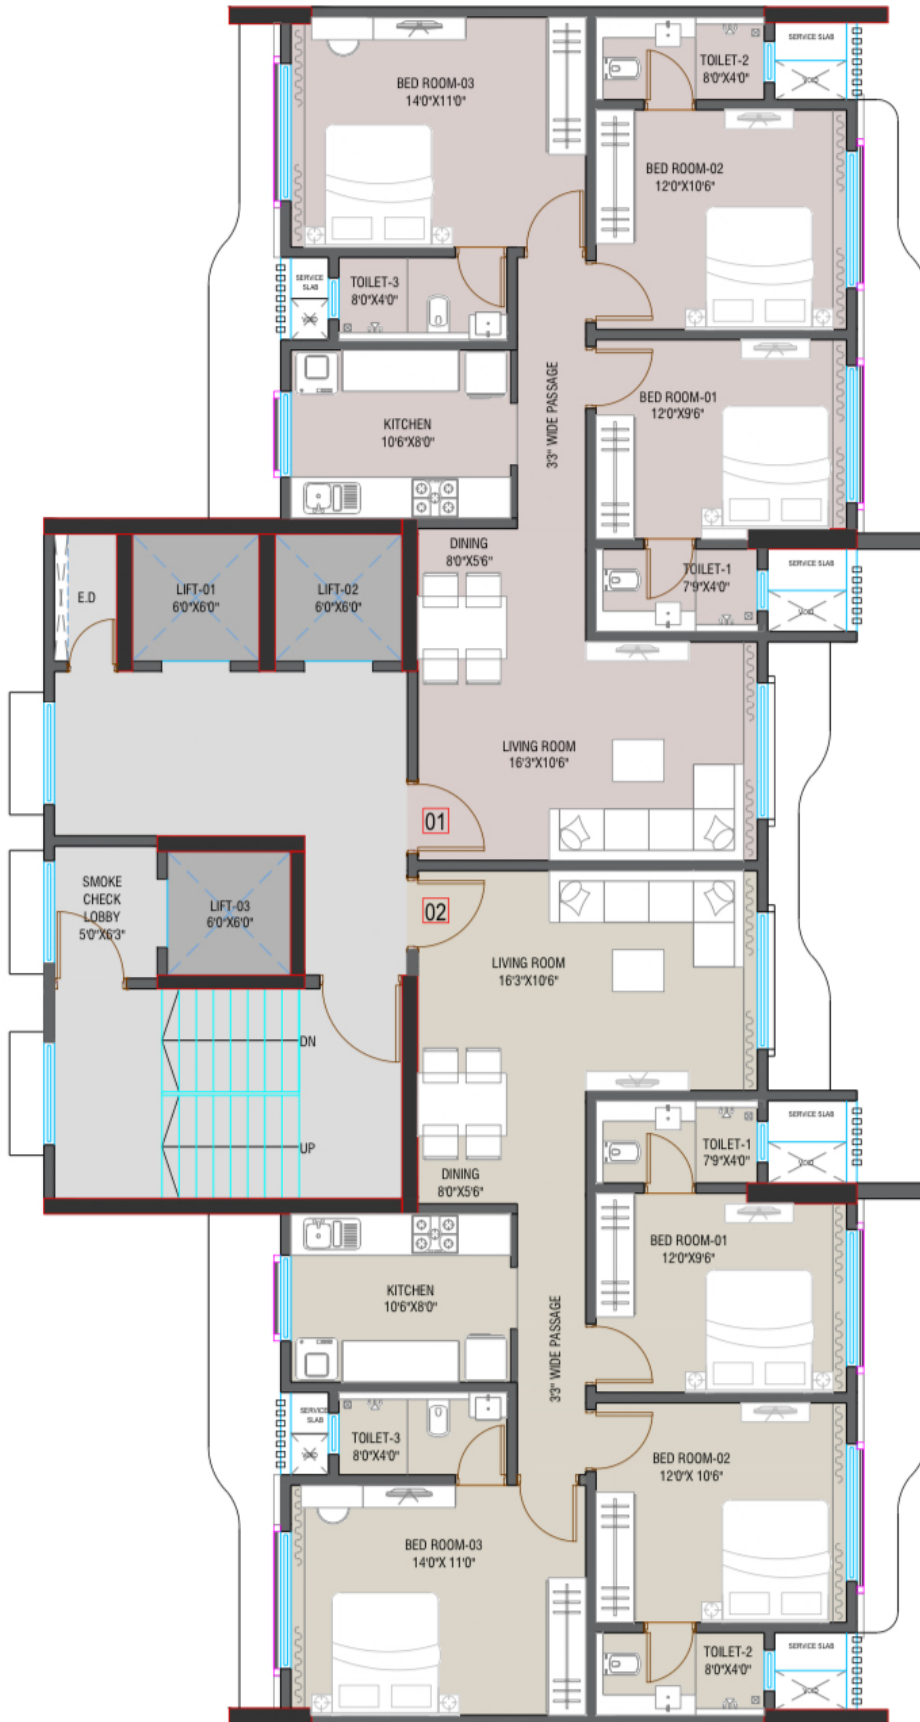 SERVICE SLAB
VOID
TOILET-2
8'0"X4'0"
BED ROOM-03
14'0"X11'0"
BED ROOM-02
12'0"X10'6"
SERVICE
SLAB
VOID
TOILET-3
8'0"X4'0"
BED ROOM-01
12'0"X9'6"
KITCHEN
10'6"X8'0"
3'3" WIDE PASSAGE
DINING
8'0"X5'6"
TOILET-1
7'9"X4'0"
SERVICE SLAB
VOID
E.D
LIFT-01
6'0"X6'0"
LIFT-02
6'0"X6'0"
LIVING ROOM
16'3"X10'6"
01
SMOKE
CHECK
LOBBY
5'0"X6'3"
LIFT-03
6'0"X6'0"
02
LIVING ROOM
16'3"X10'6"
DN
UP
DINING
8'0"X5'6"
TOILET-1
7'9"X4'0"
SERVICE SLAB
VOID
BED ROOM-01
12'0"X9'6"
KITCHEN
10'6"X8'0"
3'3" WIDE PASSAGE
SERVICE
SLAB
VOID
TOILET-3
8'0"X4'0"
BED ROOM-02
12'0"X 10'6"
BED ROOM-03
14'0"X 11'0"
TOILET-2
8'0"X4'0"
SERVICE SLAB
VOID